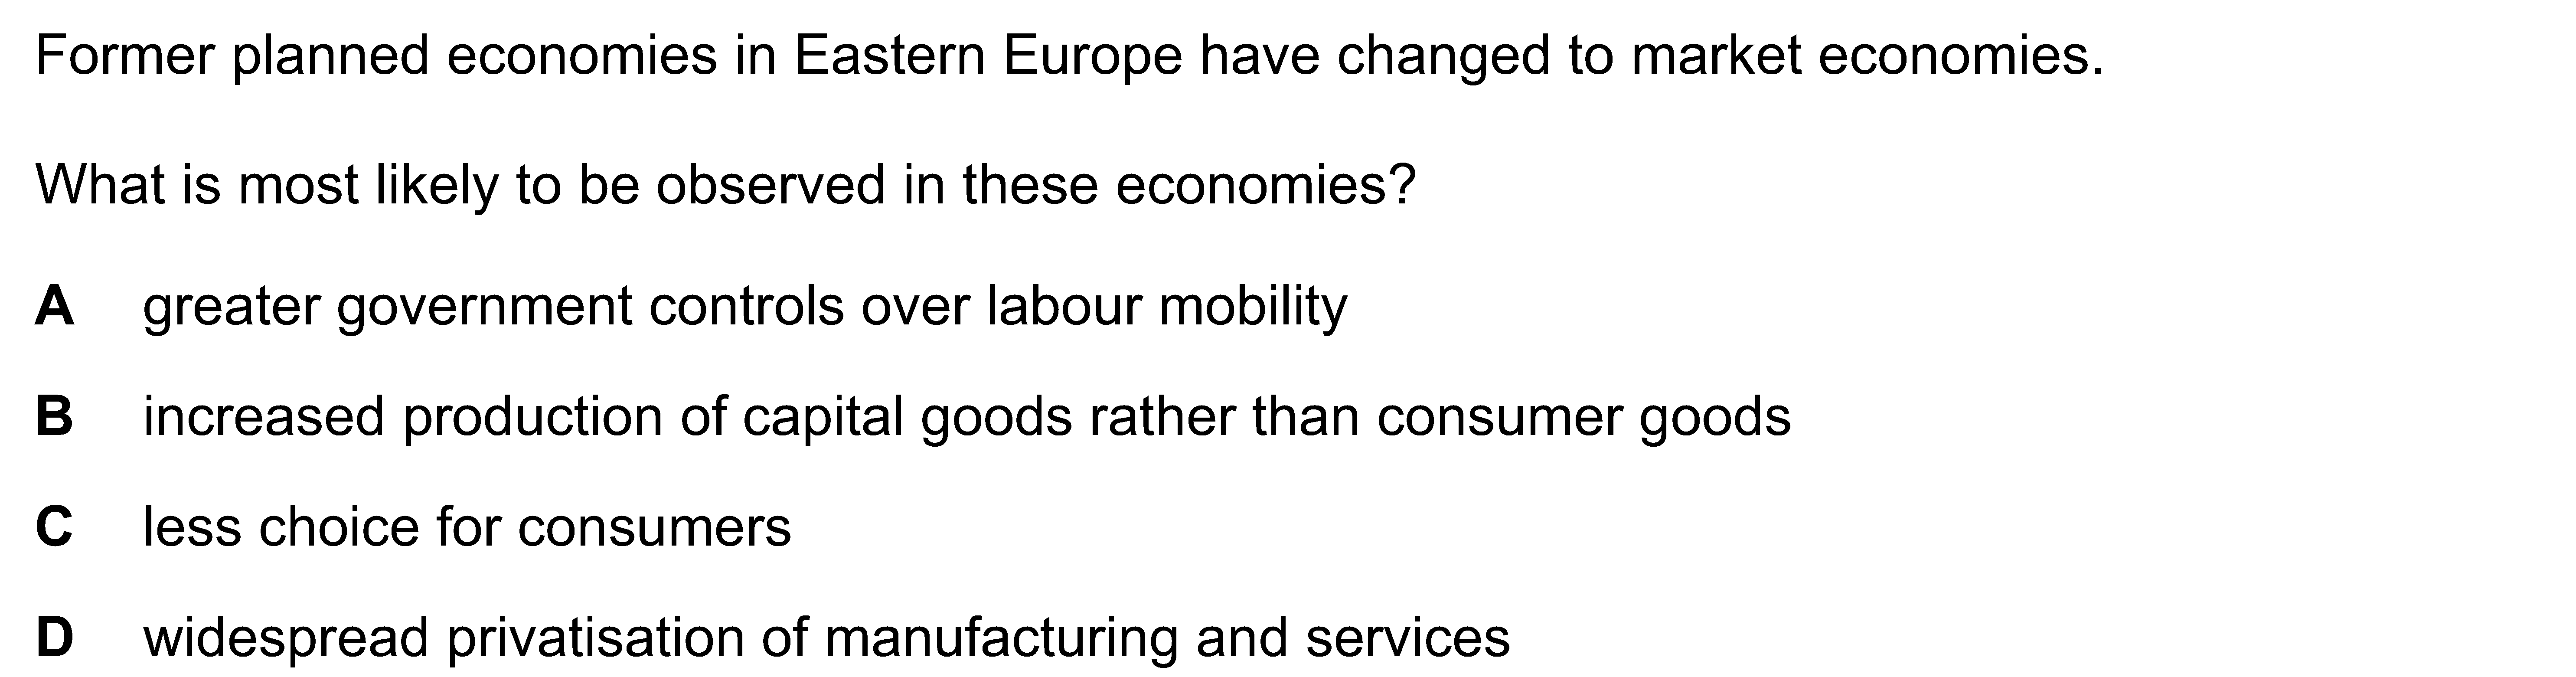 Former planned economies in Eastern Europe have changed to market economies.
What is most likely to be observed in these economies?
A greater government controls over labour mobility
B increased production of capital goods rather than consumer goods
C less choice for consumers
D widespread privatisation of manufacturing and services